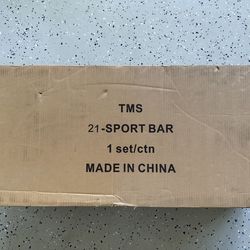 TMS
21-SPORT BAR
1 set/ctn
MADE IN CHINA